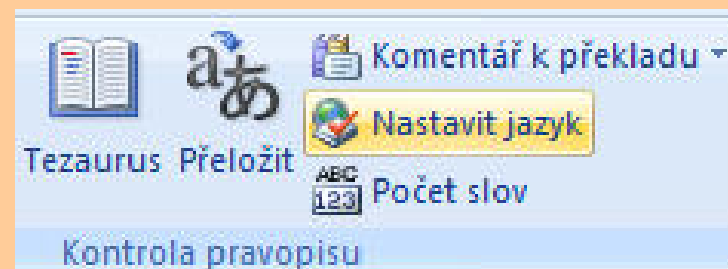 Komentář k překladu
Nastavit jazyk
Tezaurus Přeložit
ABC
123 Počet slov
Kontrola pravopisu